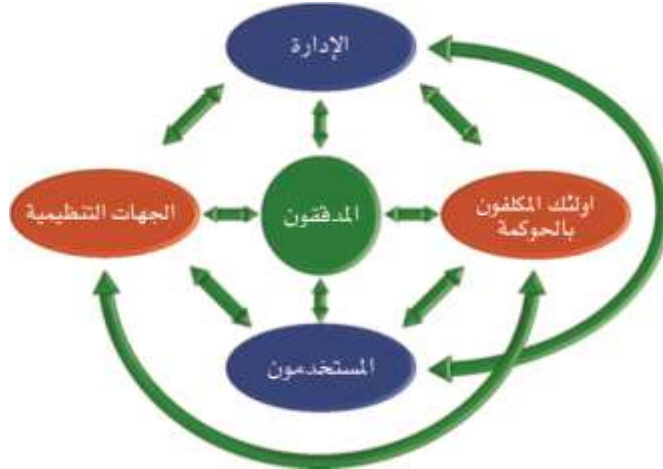 الإدارة
الجهات التنظيمية
المدققون
اولئك المكلفون
بالحوكمة
المستخدمون